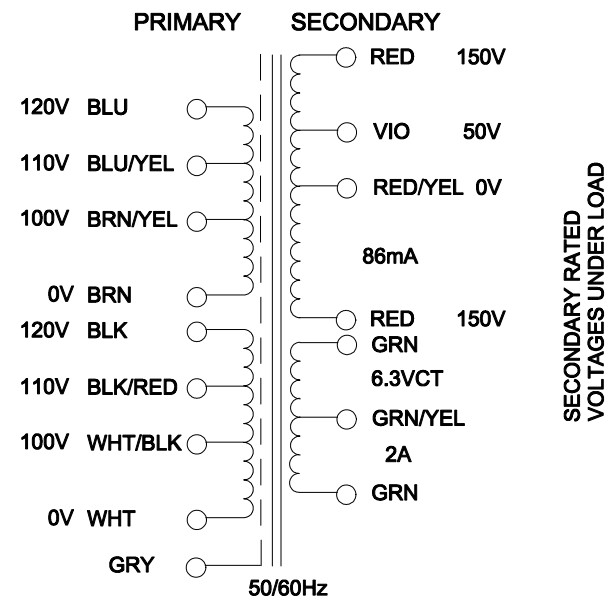 PRIMARY SECONDARY
RED 150V
120V BLU
VIO 50V
110V BLU/YEL
RED/YEL 0V
100V BRN/YEL
86mA
0V BRN
RED 150V
120V BLK
GRN
6.3VCT
110V BLK/RED
GRN/YEL
100V WHT/BLK
2A
GRN
0V WHT
GRY
50/60Hz
SECONDARY RATED
VOLTAGES UNDER LOAD